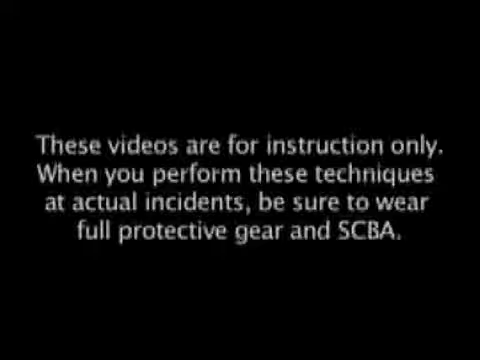 These videos are for instruction only.
When you perform these techniques
at actual incidents, be sure to wear
full protective gear and SCBA.